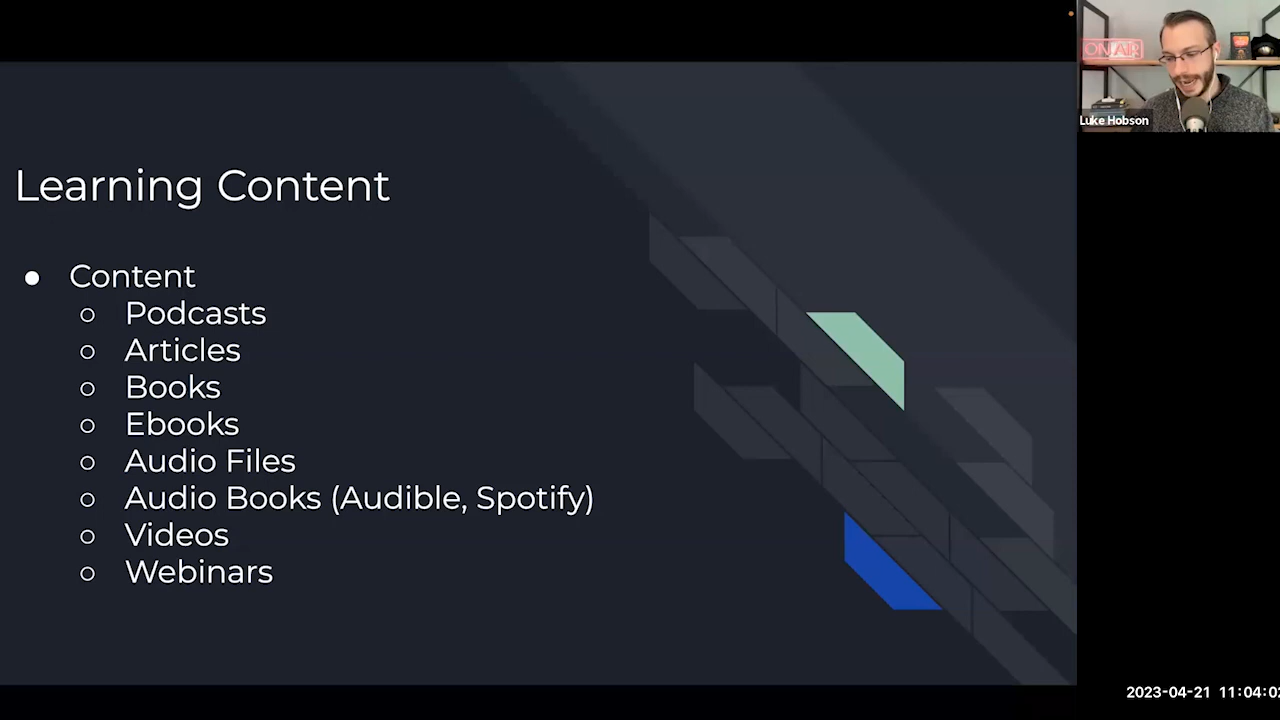 ON AIR
Luke Hobson
Learning Content
● Content
○ Podcasts
○ Articles
○ Books
○ Ebooks
○ Audio Files
○ Audio Books (Audible, Spotify)
○ Videos
○ Webinars
2023-04-21 11:04:02